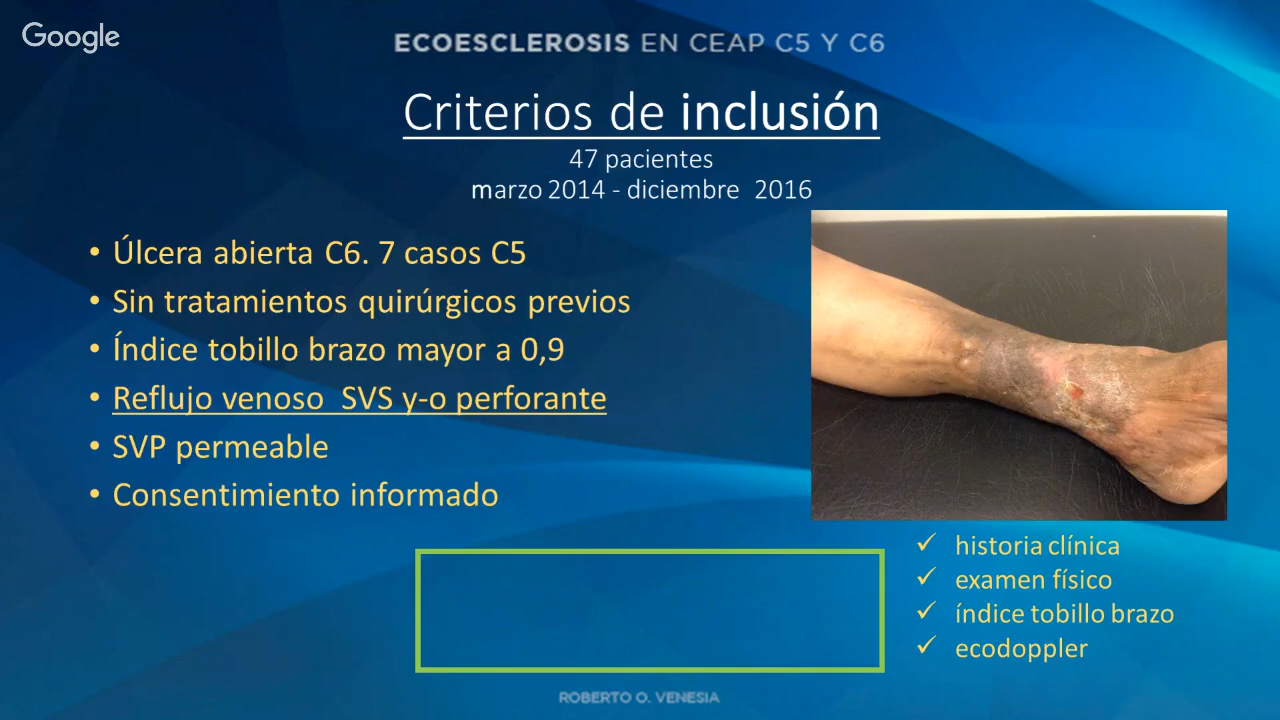 Google
ECOESCLEROSIS EN CEAP C5 Y C6
Criterios de inclusión
47 pacientes
marzo 2014 - diciembre 2016
• Úlcera abierta C6. 7 casos C5
• Sin tratamientos quirúrgicos previos
• Índice tobillo brazo mayor a 0,9
• Reflujo venoso SVS y-o perforante
• SVP permeable
• Consentimiento informado
✓ historia clínica
✓ examen físico
✓ índice tobillo brazo
✓ ecodoppler
ROBERTO O. VENESIA